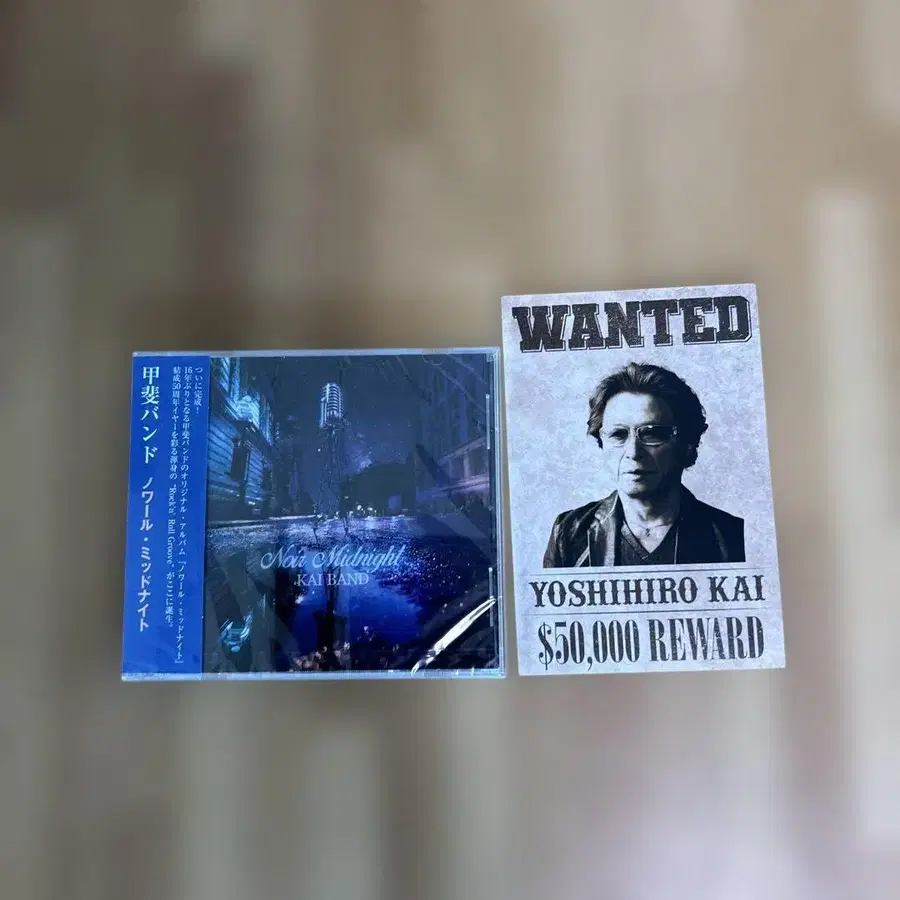 甲斐バンド ノワール・ミッドナイト
ついに完成!
16年ぶりとなる甲斐バンドのオリジナル・アルバム『ノワール・ミッドナイト』
結成50周年イヤーを彩る渾身の"Rock'n' Roll Groove"がここに誕生。
Noir Midnight
KAI BAND
WANTED
YOSHIHIRO KAI
$50,000 REWARD